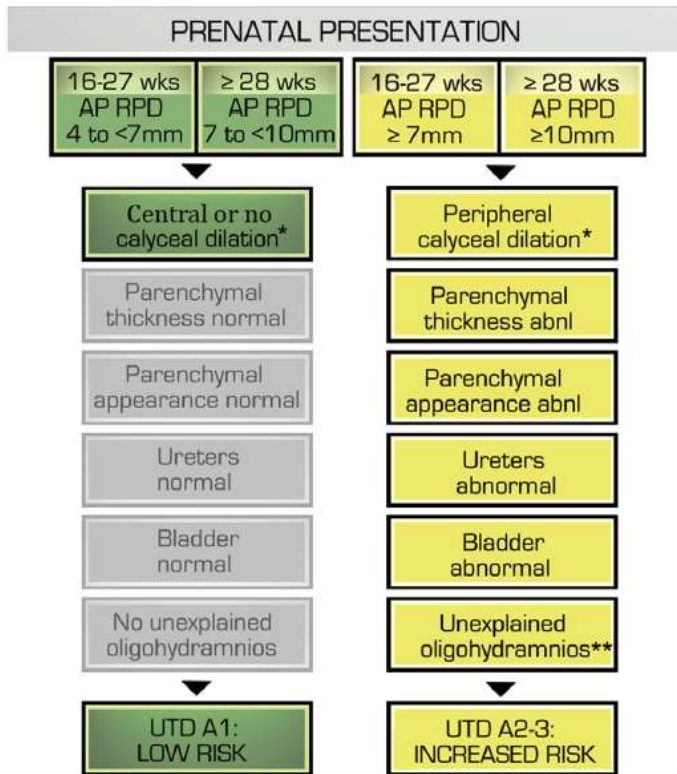 PRENATAL PRESENTATION
16-27 wks
AP RPD
4 to <7mm
≥ 28 wks
AP RPD
7 to <10mm
16-27 wks
AP RPD
≥ 7mm
≥ 28 wks
AP RPD
≥10mm
Central or no
calyceal dilation*
Parenchymal
thickness normal
Parenchymal
appearance normal
Ureters
normal
Bladder
normal
No unexplained
oligohydramnios
UTD A1:
LOW RISK
Peripheral
calyceal dilation*
Parenchymal
thickness abnl
Parenchymal
appearance abnl
Ureters
abnormal
Bladder
abnormal
Unexplained
oligohydramnios**
UTD A2-3:
INCREASED RISK